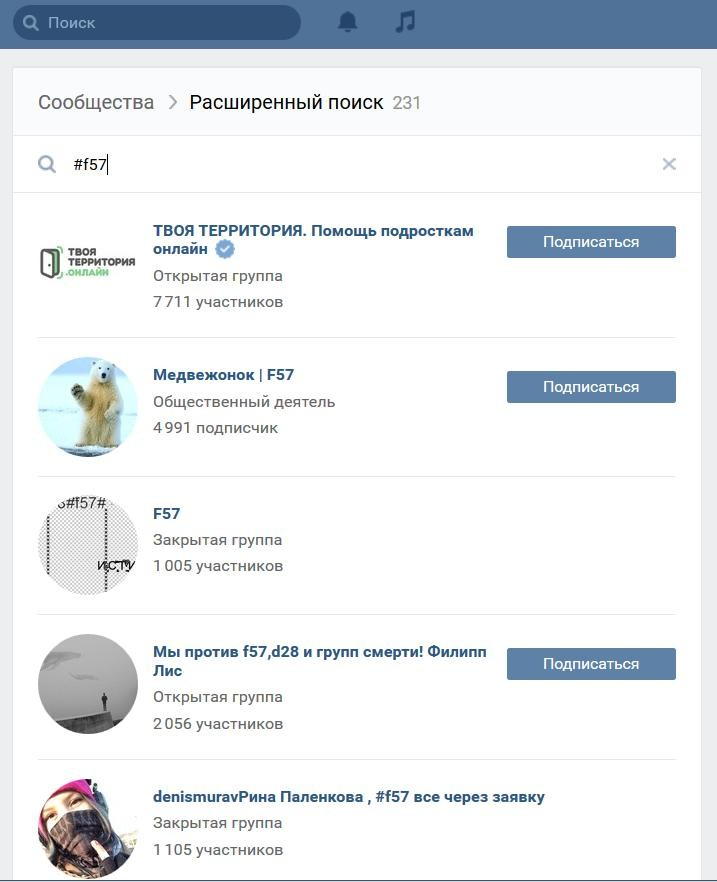 Поиск
Сообщества > Расширенный поиск 231
#f57
ТВОЯ ТЕРРИТОРИЯ. Помощь подросткам
онлайн
Подписаться
ТВОЯ
ТЕРРИТОРИЯ
.ОНЛАЙН
Открытая группа
7 711 участников
Медвежонок | F57
Подписаться
Общественный деятель
4 991 подписчик
#f57#
F57
Закрытая группа
1 005 участников
Мы против f57,d28 и групп смерти! Филипп
Лис
Подписаться
Открытая группа
2 056 участников
denismuravРина Паленкова , #f57 все через заявку
Закрытая группа
1 105 участников